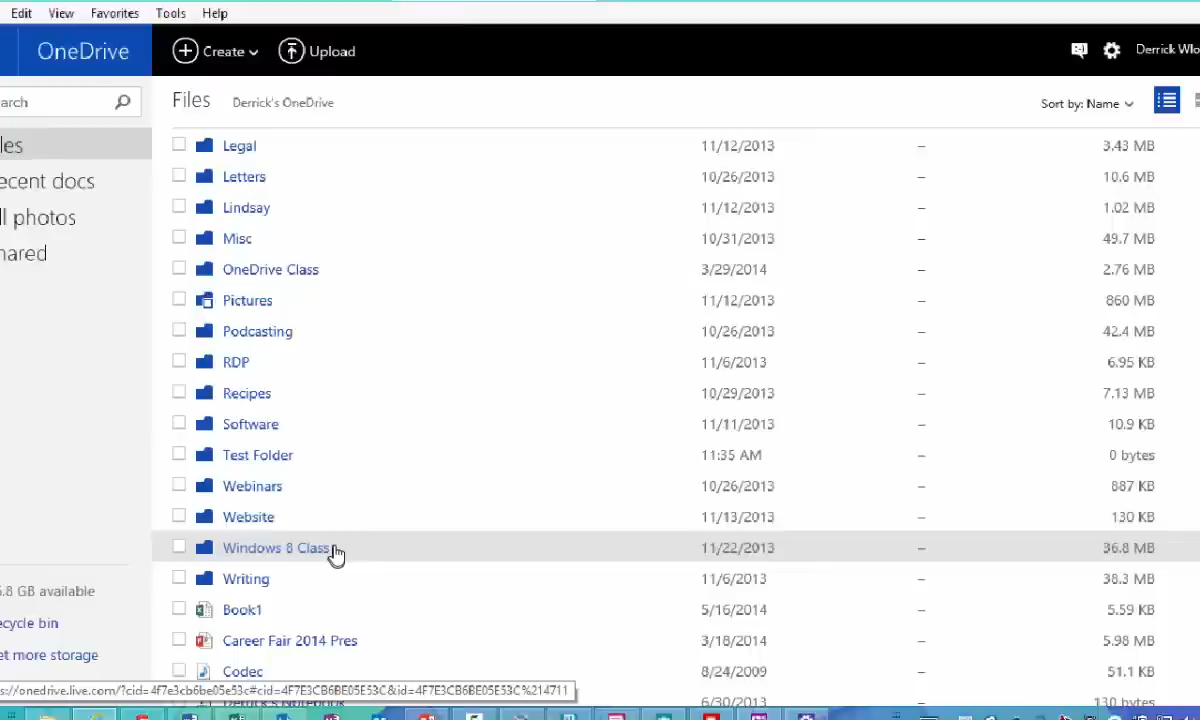 Edit View Favorites Tools Help
OneDrive Create Upload Derrick Wlo
arch Files Derrick's OneDrive Sort by: Name
les
ecent docs
ll photos
hared
Legal 11/12/2013 – 3.43 MB
Letters 10/26/2013 – 10.6 MB
Lindsay 11/12/2013 – 1.02 MB
Misc 10/31/2013 – 49.7 MB
OneDrive Class 3/29/2014 – 2.76 MB
Pictures 11/12/2013 – 860 MB
Podcasting 10/26/2013 – 42.4 MB
RDP 11/6/2013 – 6.95 KB
Recipes 10/29/2013 – 7.13 MB
Software 11/11/2013 – 10.9 KB
Test Folder 11:35 AM – 0 bytes
Webinars 10/26/2013 – 887 KB
Website 11/13/2013 – 130 KB
Windows 8 Class 11/22/2013 – 36.8 MB
Writing 11/6/2013 – 38.3 MB
Book1 5/16/2014 – 5.59 KB
Career Fair 2014 Pres 3/18/2014 – 5.98 MB
Codec 8/24/2009 – 51.1 KB
Derrick's Notebook 6/30/2013 – 130 bytes
5.8 GB available
ecycle bin
et more storage
s://onedrive.live.com/?cid=4f7e3cb6be05e53c#cid=4F7E3CB6BE05E53C&id=4F7E3CB6BE05E53C%214711